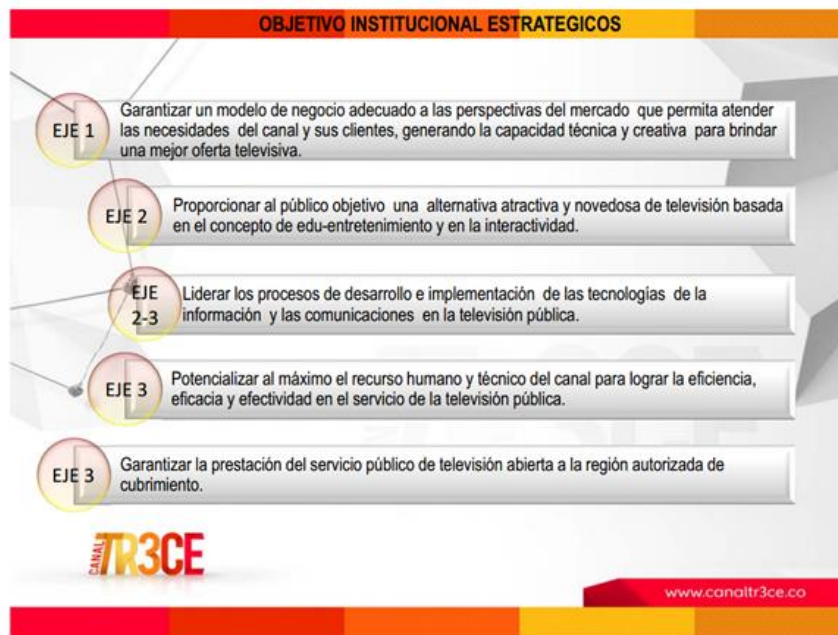 OBJETIVO INSTITUCIONAL ESTRATEGICOS
EJE 1
Garantizar un modelo de negocio adecuado a las perspectivas del mercado que permita atender
las necesidades del canal y sus clientes, generando la capacidad técnica y creativa para brindar
una mejor oferta televisiva.
EJE 2
Proporcionar al público objetivo una alternativa atractiva y novedosa de televisión basada
en el concepto de edu-entretenimiento y en la interactividad.
EJE
2-3
Liderar los procesos de desarrollo e implementación de las tecnologías de la
información y las comunicaciones en la televisión pública.
EJE 3
Potencializar al máximo el recurso humano y técnico del canal para lograr la eficiencia,
eficacia y efectividad en el servicio de la televisión pública.
EJE 3
Garantizar la prestación del servicio público de televisión abierta a la región autorizada de
cubrimiento.
CANAL
TR3CE
www.canaltr3ce.co